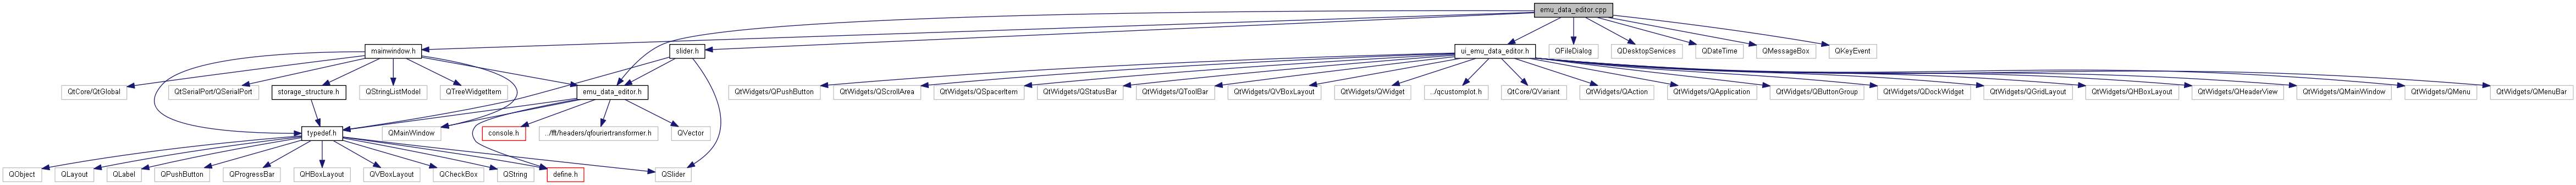 emu_data_editor.cpp
mainwindow.h
slider.h
ui_emu_data_editor.h
QFileDialog
QDesktopServices
QDateTime
QMessageBox
QKeyEvent
QtCore/QtGlobal
QtSerialPort/QSerialPort
storage_structure.h
QStringListModel
QTreeWidgetItem
emu_data_editor.h
QtWidgets/QPushButton
QtWidgets/QScrollArea
QtWidgets/QSpacerItem
QtWidgets/QStatusBar
QtWidgets/QToolBar
QtWidgets/QVBoxLayout
QtWidgets/QWidget
../qcustomplot.h
QtCore/QVariant
QtWidgets/QAction
QtWidgets/QApplication
QtWidgets/QButtonGroup
QtWidgets/QDockWidget
QtWidgets/QGridLayout
QtWidgets/QHBoxLayout
QtWidgets/QHeaderView
QtWidgets/QMainWindow
QtWidgets/QMenu
QtWidgets/QMenuBar
typedef.h
QMainWindow
console.h
../fft/headers/qfouriertransformer.h
QVector
QObject
QLayout
QLabel
QPushButton
QProgressBar
QHBoxLayout
QVBoxLayout
QCheckBox
QString
define.h
QSlider